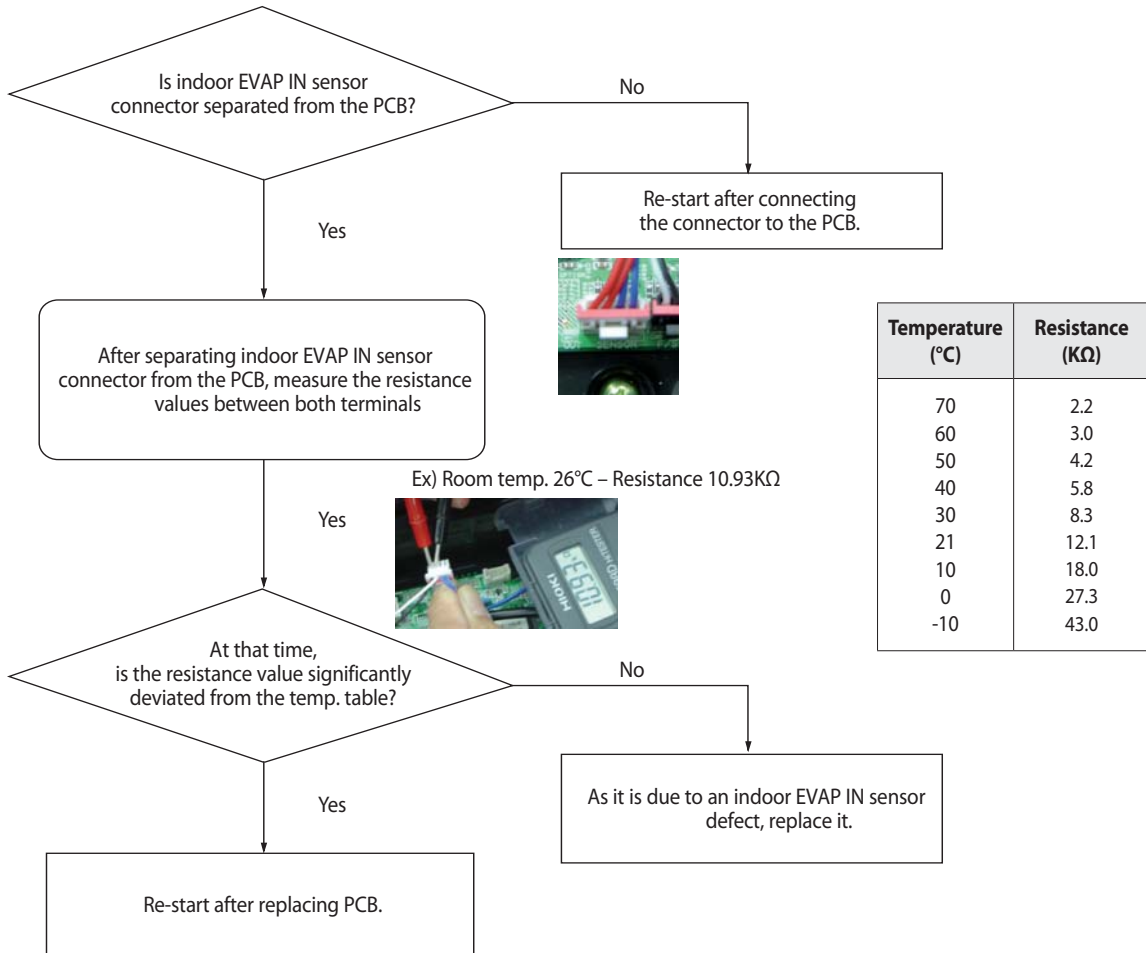 Is indoor EVAP IN sensor
connector separated from the PCB?
No
Re-start after connecting
the connector to the PCB.
Yes
After separating indoor EVAP IN sensor
connector from the PCB, measure the resistance
values between both terminals
Temperature (°C) Resistance (KΩ)
70 2.2
60 3.0
50 4.2
40 5.8
30 8.3
21 12.1
10 18.0
0 27.3
-10 43.0
Ex) Room temp. 26°C – Resistance 10.93KΩ
HIOKI
Yes
At that time,
is the resistance value significantly
deviated from the temp. table?
No
As it is due to an indoor EVAP IN sensor
defect, replace it.
Yes
Re-start after replacing PCB.